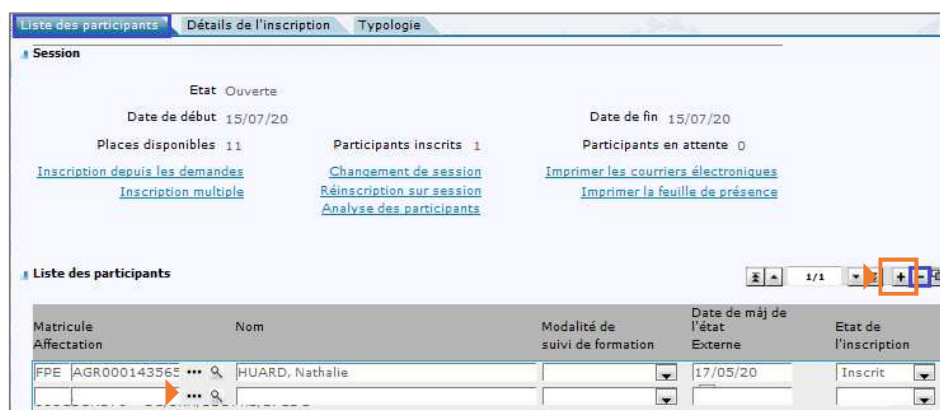 Liste des participants Détails de l'inscription Typologie
Session
Etat Ouverte
Date de début 15/07/20 Date de fin 15/07/20
Places disponibles 11 Participants inscrits 1 Participants en attente 0
Inscription depuis les demandes Changement de session Imprimer les courriers électroniques
Inscription multiple Réinscription sur session Imprimer la feuille de présence
Analyse des participants
Liste des participants 1/1
Matricule Nom Modalité de suivi de formation Date de màj de l'état Etat de l'inscription
Affectation Externe
FPE AGR000143565 HUARD, Nathalie 17/05/20 Inscrit